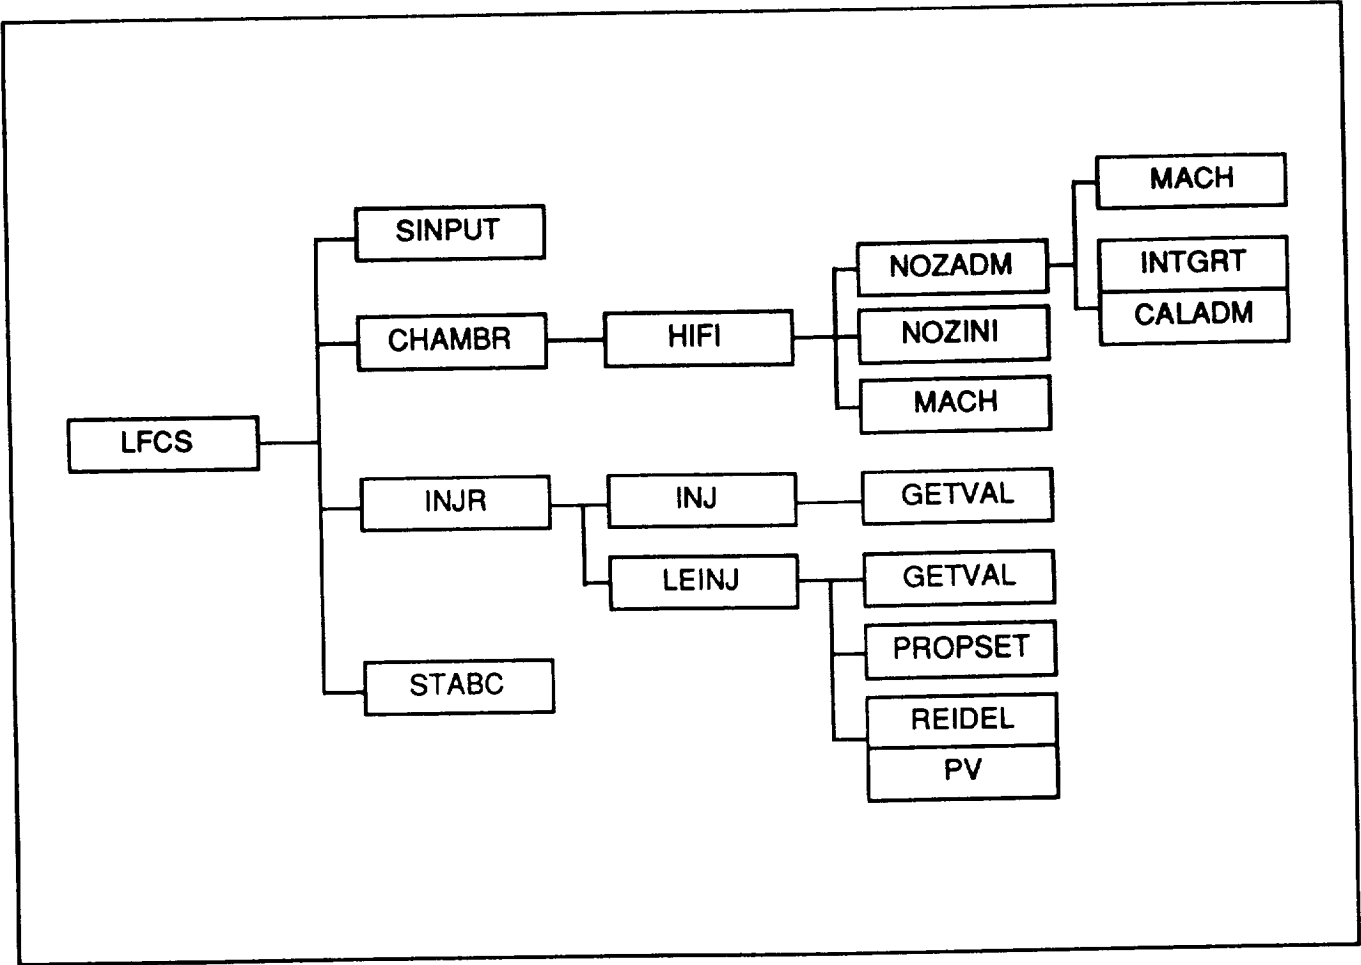 MACH
SINPUT
NOZADM
INTGRT
CALADM
CHAMBR
HIFI
NOZINI
MACH
LFCS
INJR
INJ
GETVAL
LEINJ
GETVAL
PROPSET
STABC
REIDEL
PV